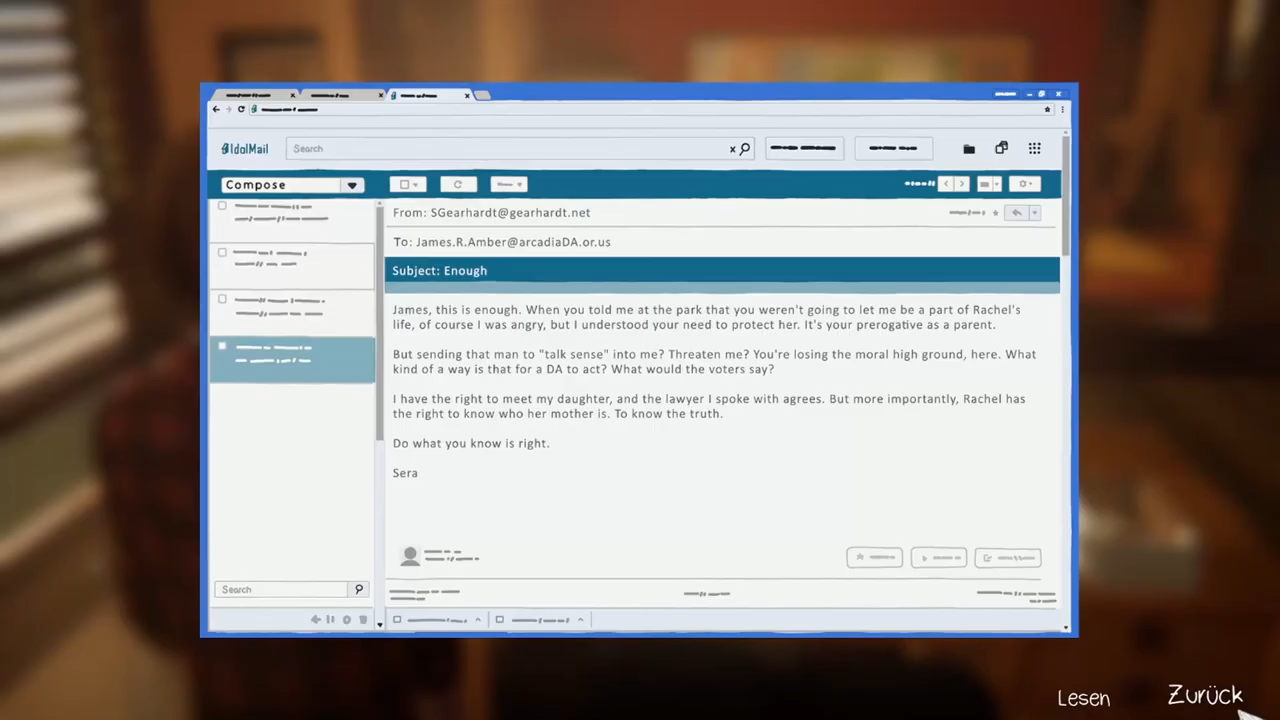 IdolMail
Search
x
Compose
From: SGearhardt@gearhardt.net
To: James.R.Amber@arcadiaDA.or.us
Subject: Enough
James, this is enough. When you told me at the park that you weren't going to let me be a part of Rachel's
life, of course I was angry, but I understood your need to protect her. It's your prerogative as a parent.
But sending that man to "talk sense" into me? Threaten me? You're losing the moral high ground, here. What
kind of a way is that for a DA to act? What would the voters say?
I have the right to meet my daughter, and the lawyer I spoke with agrees. But more importantly, Rachel has
the right to know who her mother is. To know the truth.
Do what you know is right.
Sera
Search
Lesen
Zurück